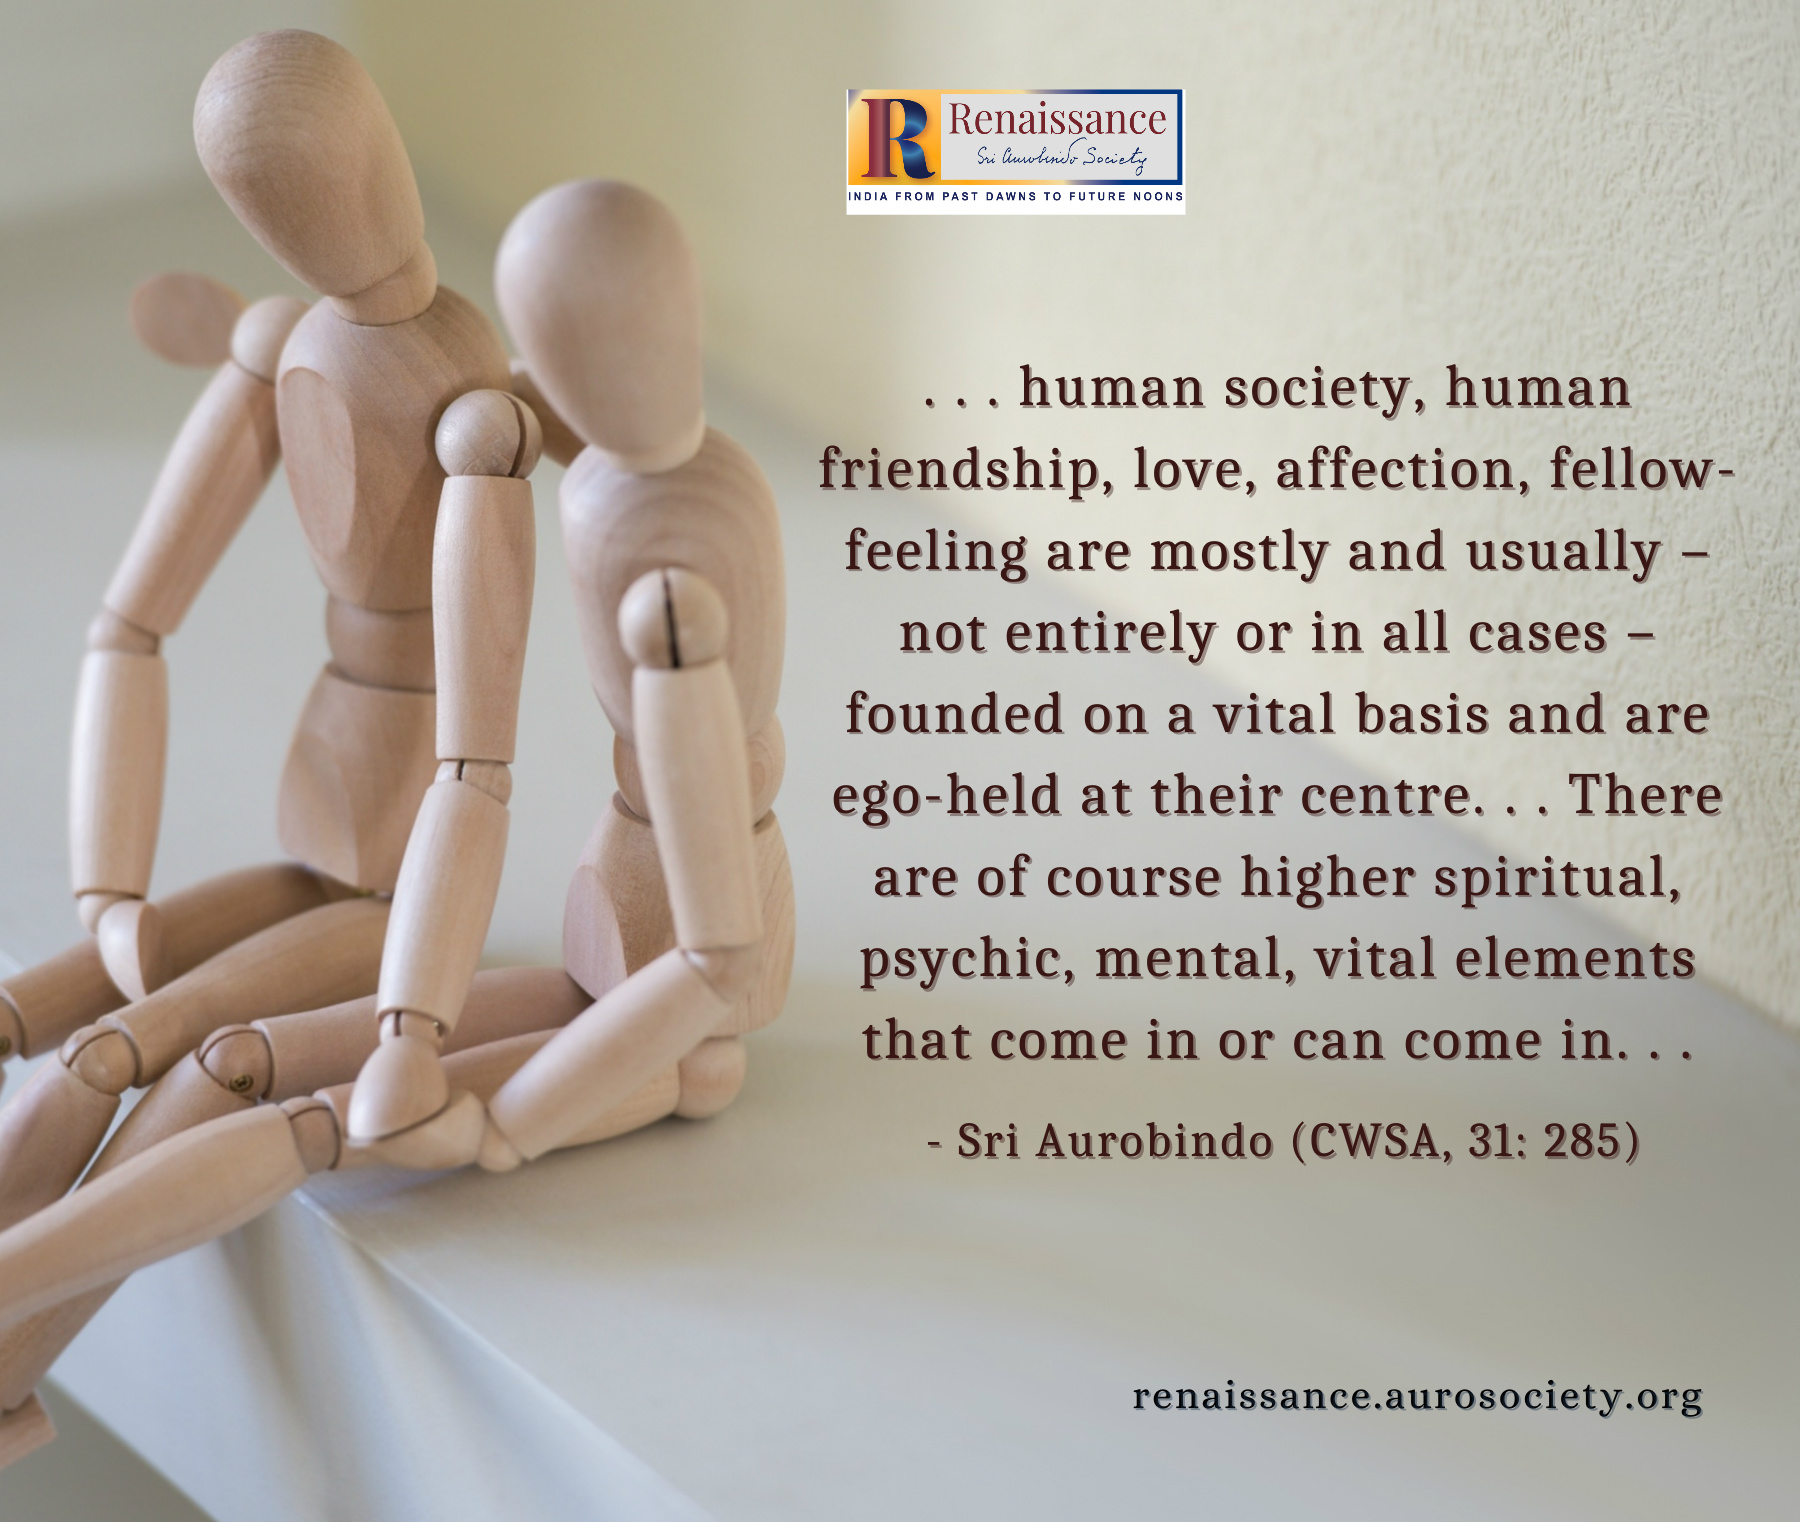 R Renaissance
Sri Aurobindo Society
INDIA FROM PAST DAWNS TO FUTURE NOONS
. . . human society, human
friendship, love, affection, fellow-
feeling are mostly and usually –
not entirely or in all cases –
founded on a vital basis and are
ego-held at their centre. . . There
are of course higher spiritual,
psychic, mental, vital elements
that come in or can come in. . .
- Sri Aurobindo (CWSA, 31: 285)
renaissance.aurosociety.org